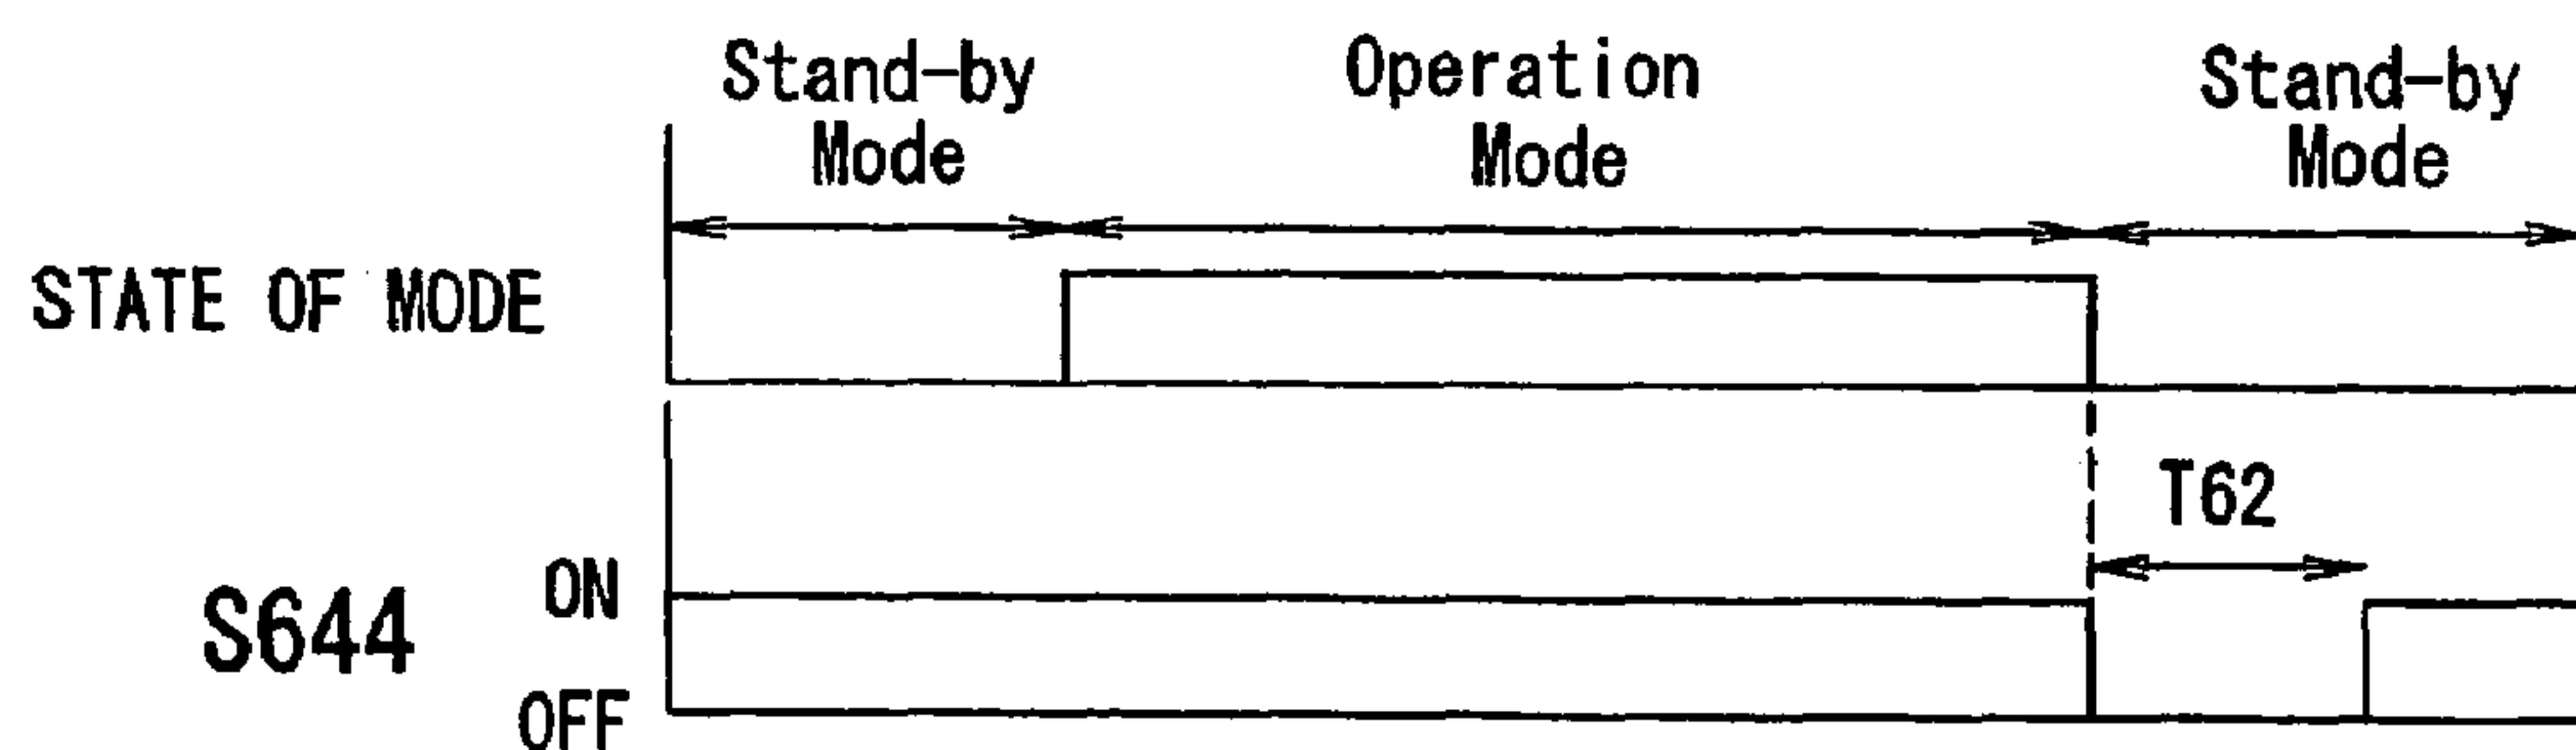 Stand-by
Mode
Operation
Mode
Stand-by
Mode
STATE OF MODE
T62
S644
ON
OFF